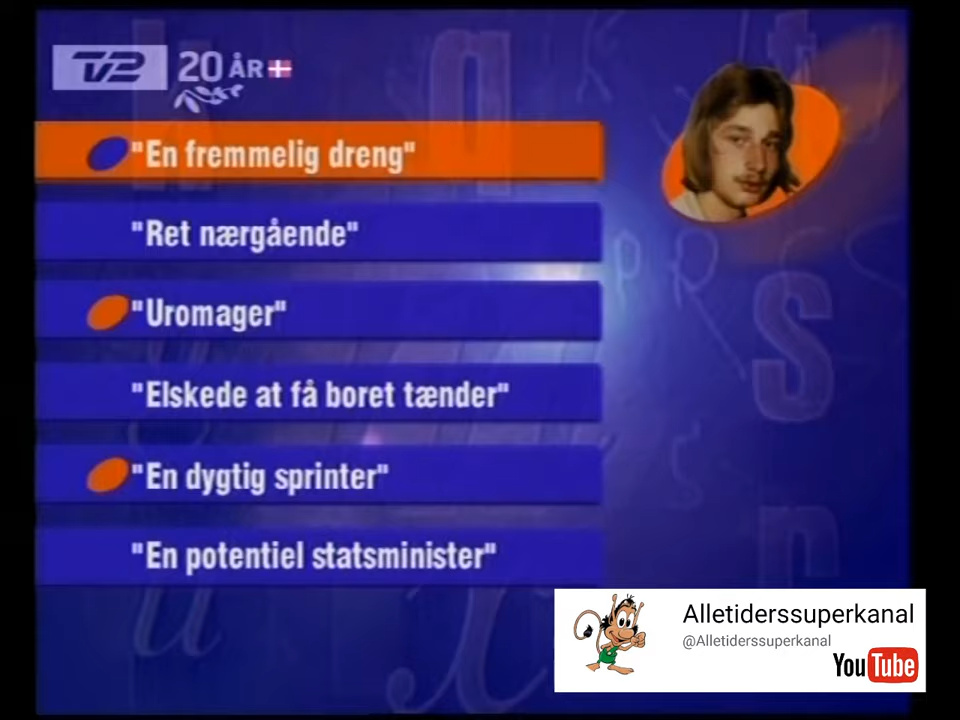 TV2 20 ÅR
"En fremmelig dreng"
"Ret nærgående"
"Uromager"
"Elskede at få boret tænder"
"En dygtig sprinter"
"En potentiel statsminister"
Alletiderssuperkanal
@Alletiderssuperkanal
YouTube